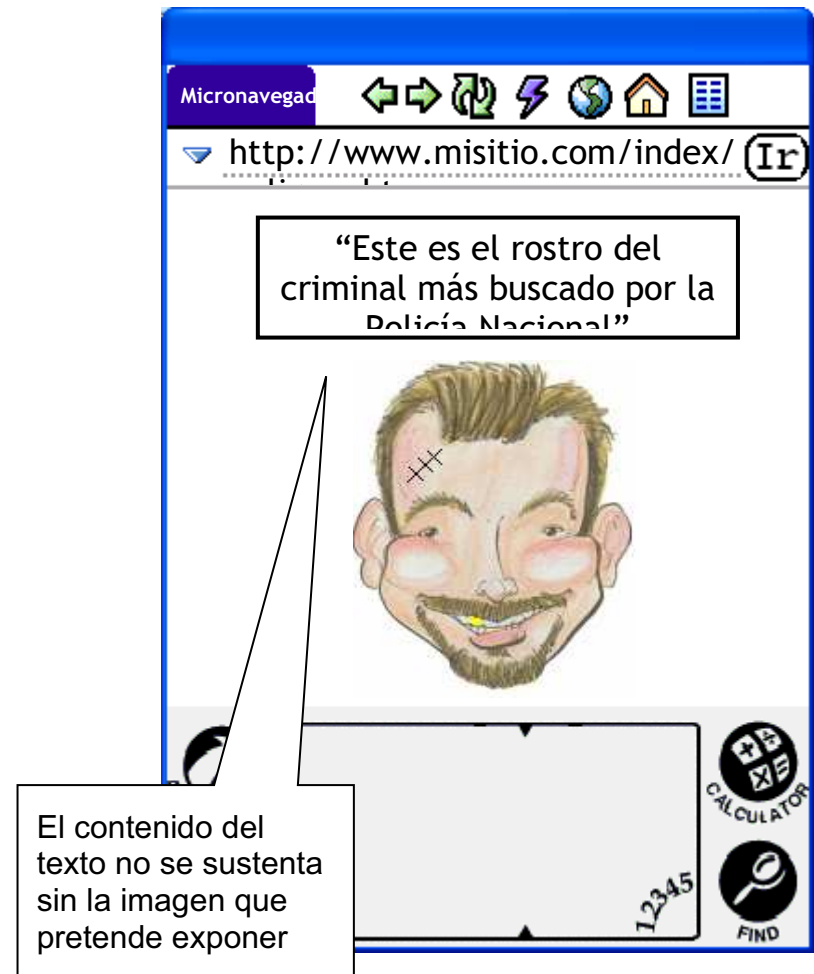 Micronavegad
http://www.misitio.com/index/
Ir
“Este es el rostro del
criminal más buscado por la
Policía Nacional”
CALCULATOR
12345
FIND
El contenido del
texto no se sustenta
sin la imagen que
pretende exponer